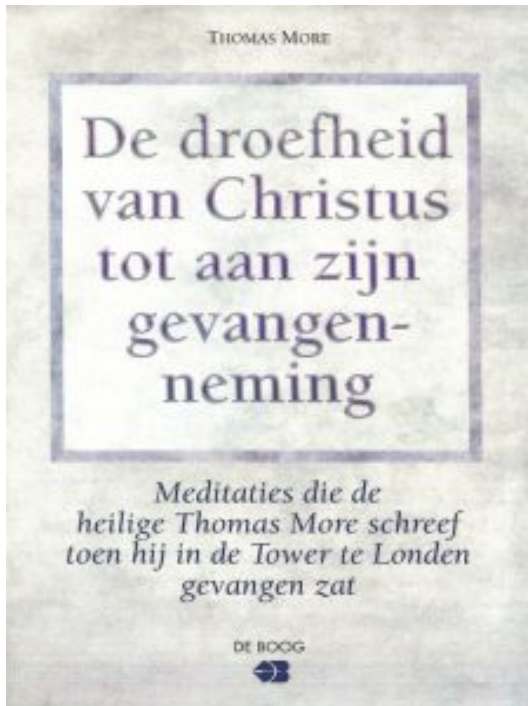 THOMAS MORE
De droefheid
van Christus
tot aan zijn
gevangen-
neming
Meditaties die de
heilige Thomas More schreef
toen hij in de Tower te Londen
gevangen zat
DE BOOG